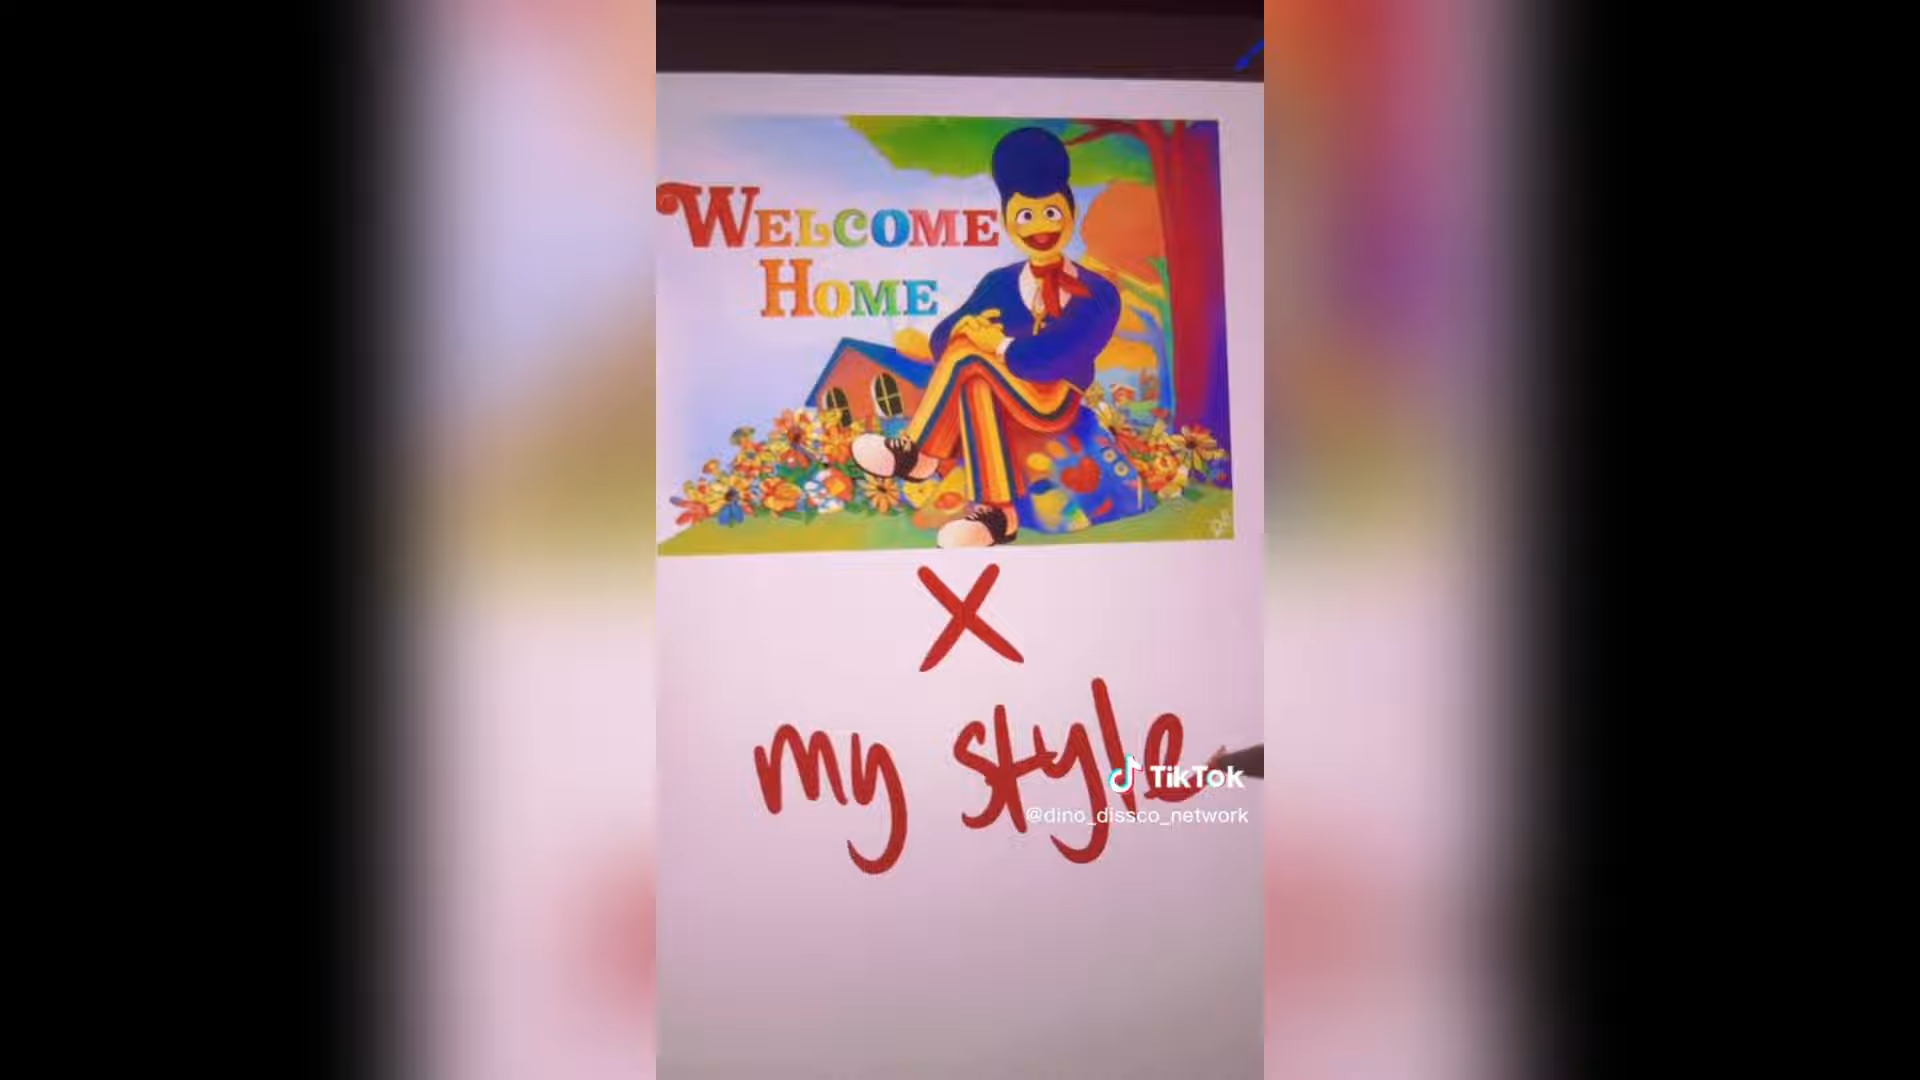 WELCOME
HOME
X
my style
TikTok
@dino_dissco_network